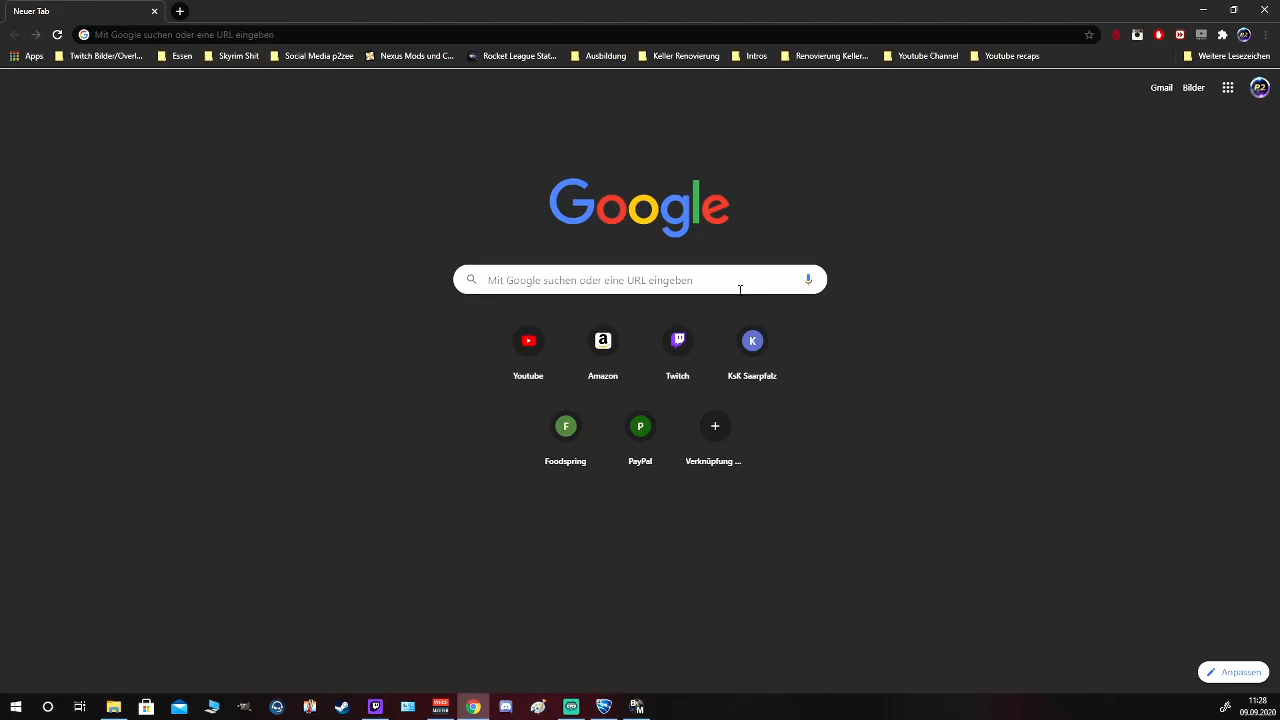 Neuer Tab
Mit Google suchen oder eine URL eingeben
Apps Twitch Bilder/Overl... Essen Skyrim Shit Social Media p2zee Nexus Mods und C... Rocket League Stat... Ausbildung Keller Renovierung Intros Renovierung Keller... Youtube Channel Youtube recaps Weitere Lesezeichen
Gmail Bilder
Google
Mit Google suchen oder eine URL eingeben
Youtube Amazon Twitch KsK Saarpfalz
Foodspring PayPal Verknüpfung ...
Anpassen
11:28
09.09.2020